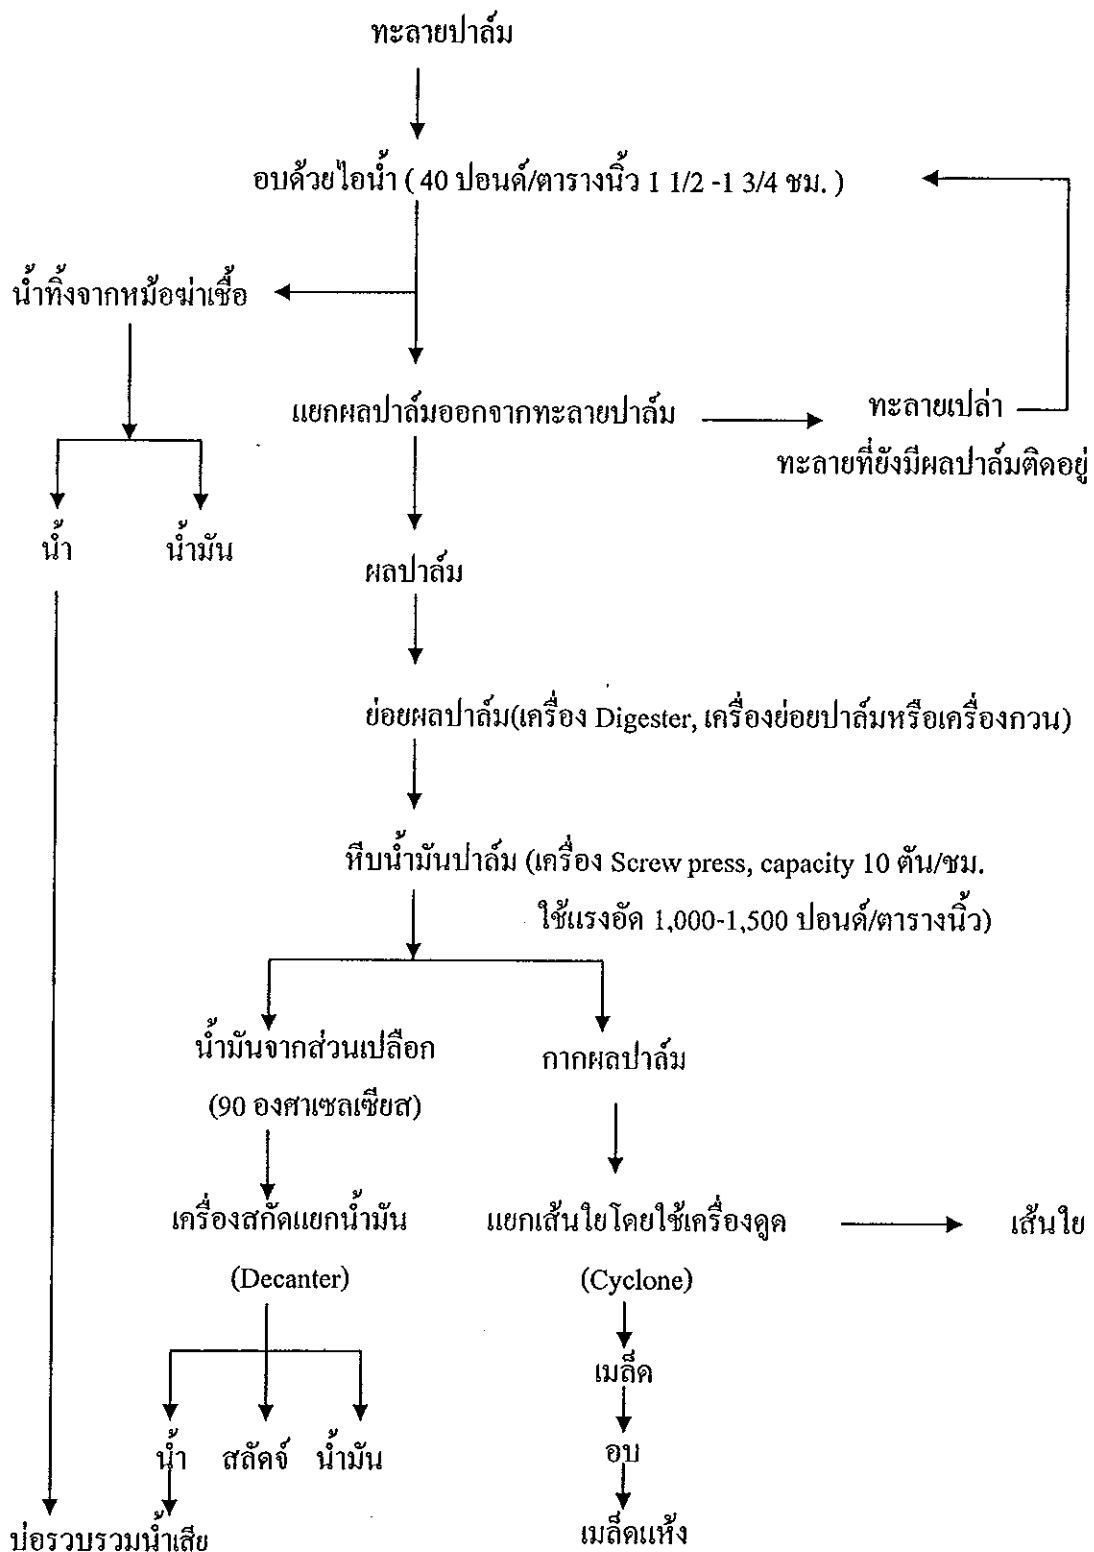 ทะลายปาล์ม
อบด้วยไอน้ำ ( 40 ปอนด์/ตารางนิ้ว 1 1/2 -1 3/4 ชม. )
น้ำทิ้งจากหม้อฆ่าเชื้อ
แยกผลปาล์มออกจากทะลายปาล์ม
ทะลายเปล่า
ทะลายที่ยังมีผลปาล์มติดอยู่
น้ำ
น้ำมัน
ผลปาล์ม
ย่อยผลปาล์ม(เครื่อง Digester, เครื่องย่อยปาล์มหรือเครื่องกวน)
หีบน้ำมันปาล์ม (เครื่อง Screw press, capacity 10 ตัน/ชม.
ใช้แรงอัด 1,000-1,500 ปอนด์/ตารางนิ้ว)
น้ำมันจากส่วนเปลือก
(90 องศาเซลเซียส)
กากผลปาล์ม
เครื่องสกัดแยกน้ำมัน
(Decanter)
แยกเส้นใยโดยใช้เครื่องดูด
(Cyclone)
เส้นใย
เมล็ด
น้ำ
สลัดจ์
น้ำมัน
อบ
บ่อรวบรวมน้ำเสีย
เมล็ดแห้ง